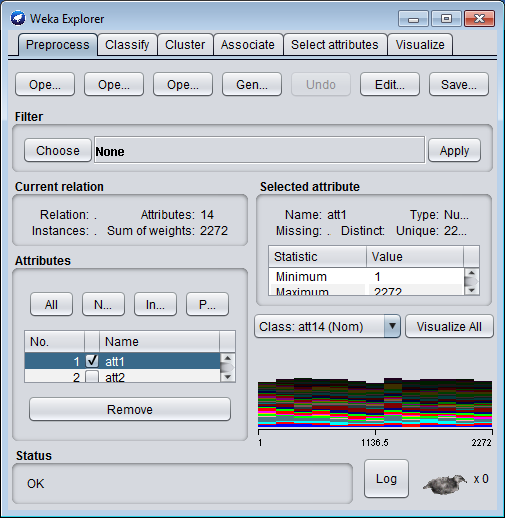 Weka Explorer
Preprocess Classify Cluster Associate Select attributes Visualize
Ope... Ope... Ope... Gen... Undo Edit... Save...
Filter
Choose None Apply
Current relation
Relation: . Attributes: 14
Instances: . Sum of weights: 2272
Selected attribute
Name: att1 Type: Nu...
Missing: . Distinct: Unique: 22...
Statistic Value
Minimum 1
Maximum 2272
Attributes
All N... In... P...
No. Name
1 att1
2 att2
Remove
Class: att14 (Nom) Visualize All
1 1136.5 2272
Status
OK
Log x 0